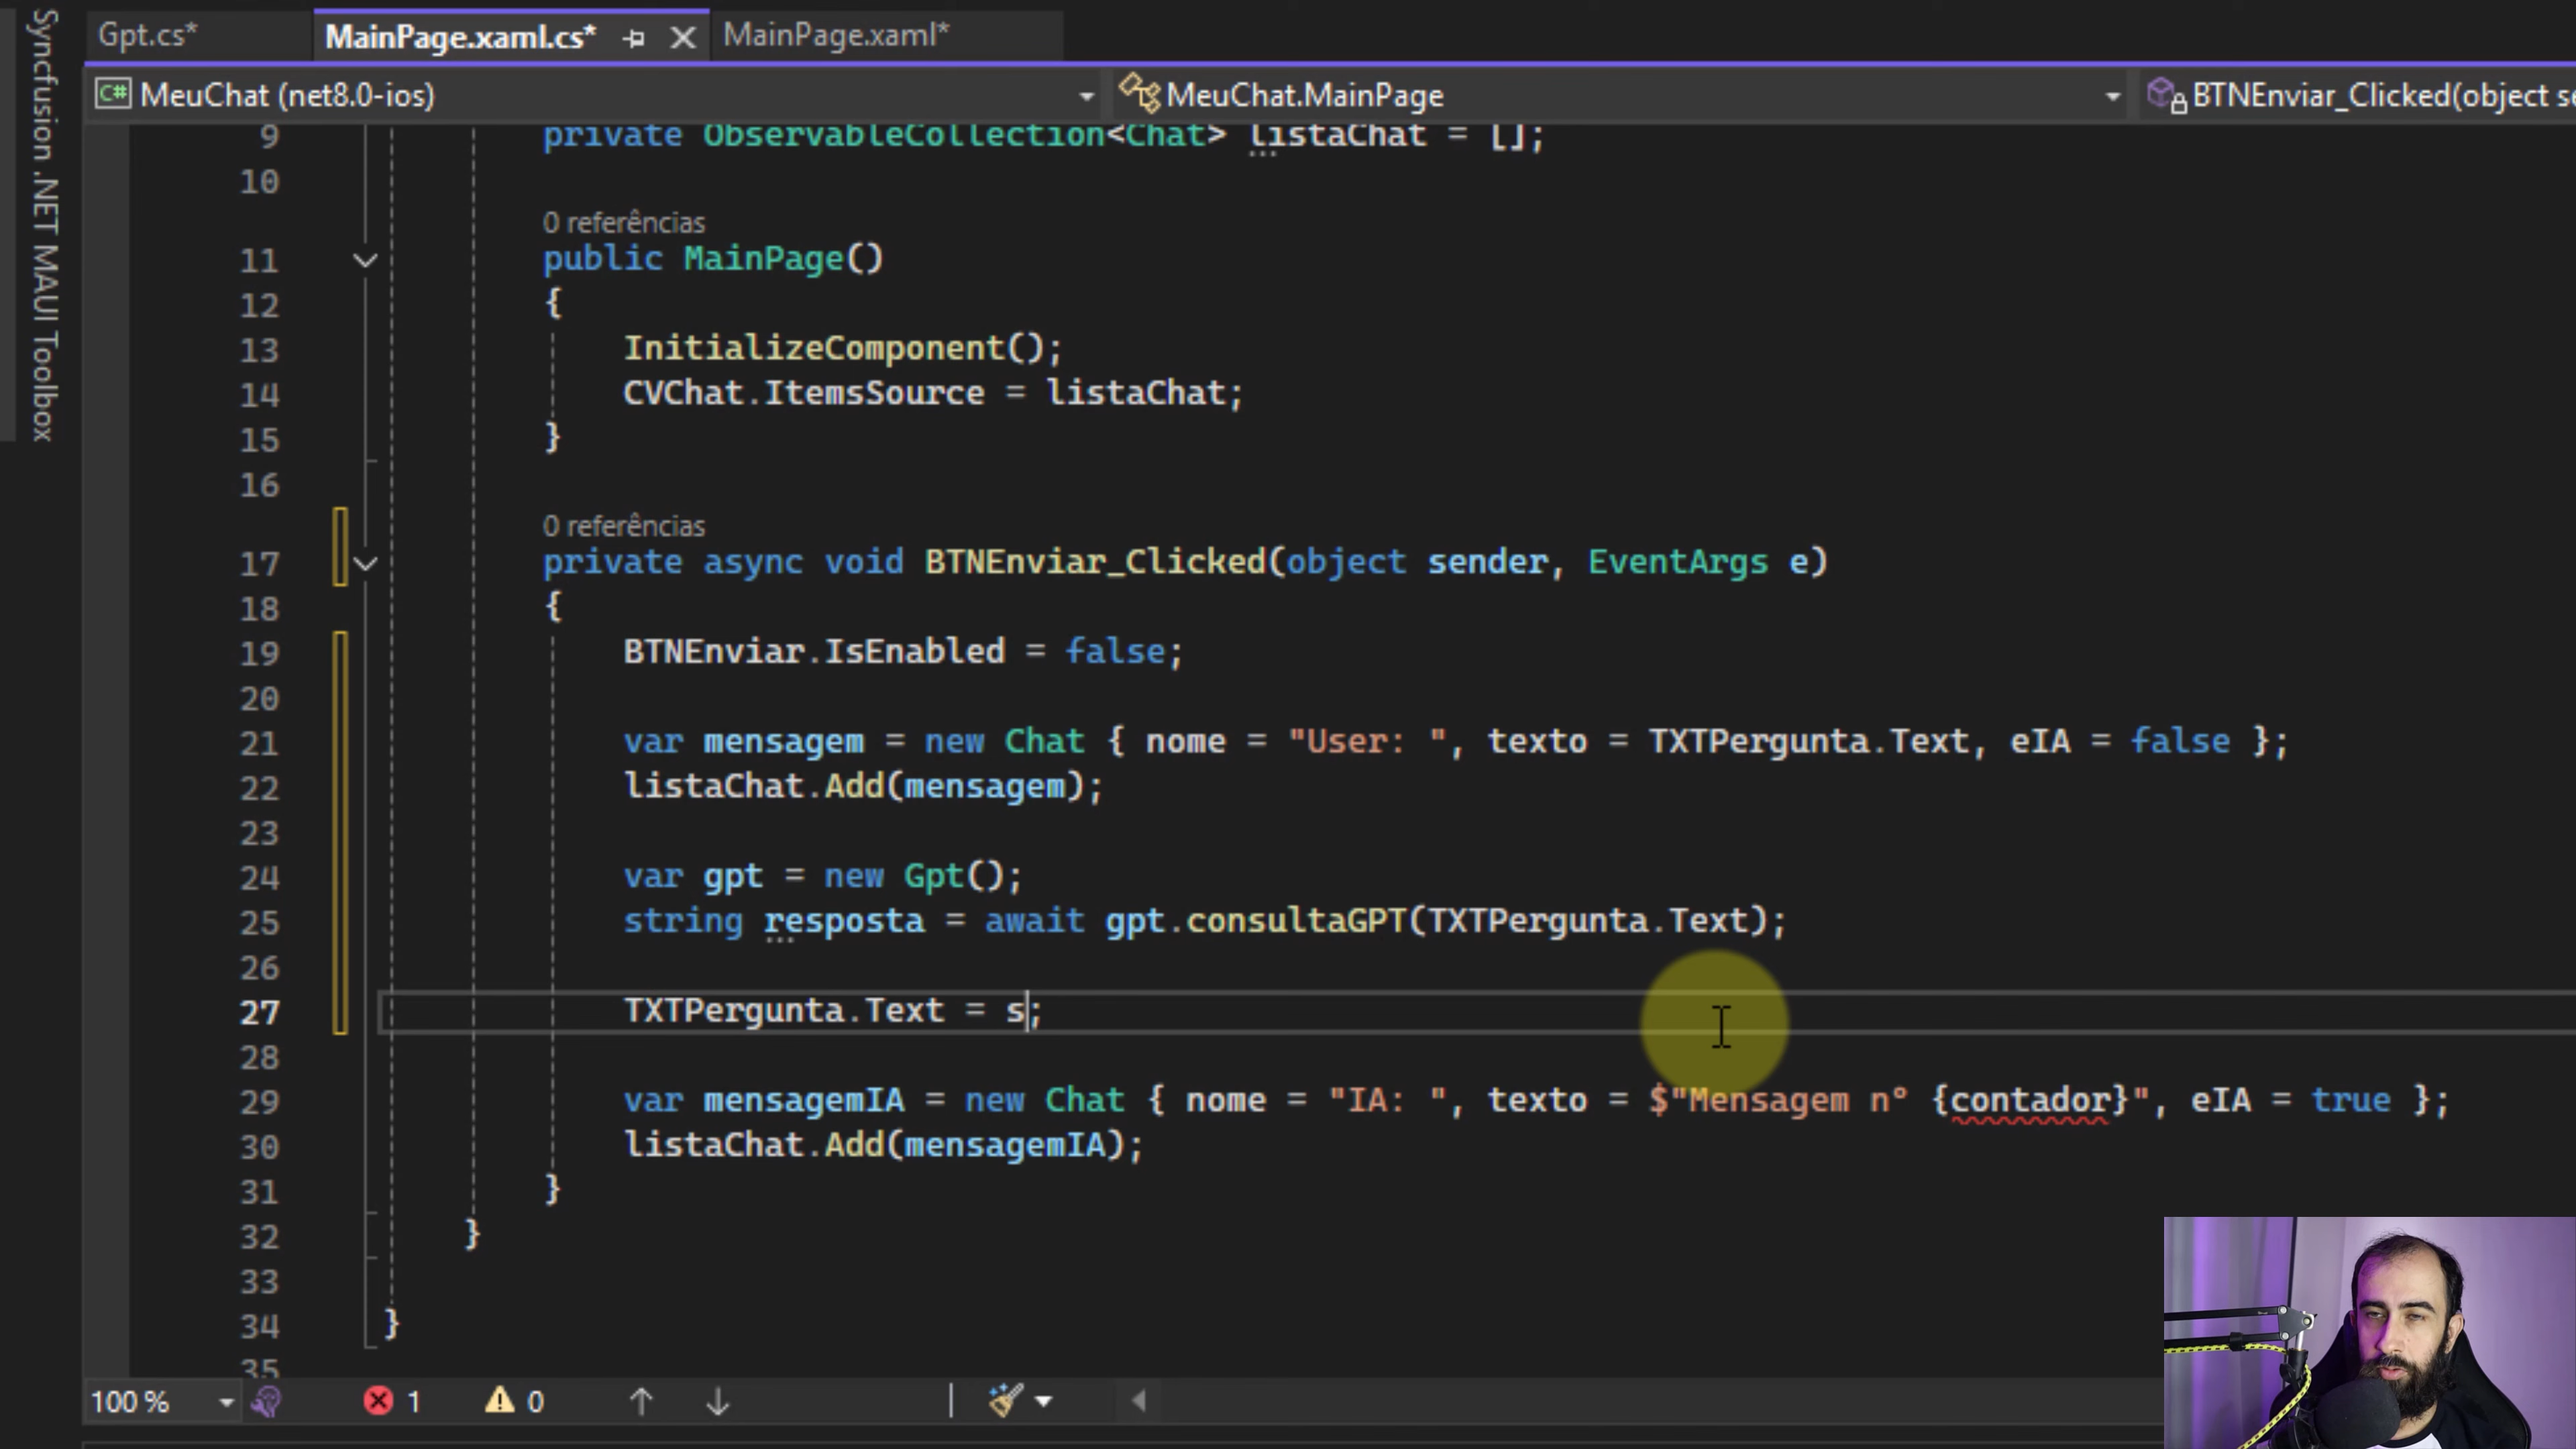 Syncfusion .NET MAUI Toolbox
Gpt.cs*
MainPage.xaml.cs*
MainPage.xaml*
C# MeuChat (net8.0-ios)
MeuChat.MainPage
BTNEnviar_Clicked(object se
9 private ObservableCollection<Chat> listaChat = [];
10
0 referências
11 public MainPage()
12 {
13 InitializeComponent();
14 CVChat.ItemsSource = listaChat;
15 }
16
0 referências
17 private async void BTNEnviar_Clicked(object sender, EventArgs e)
18 {
19 BTNEnviar.IsEnabled = false;
20
21 var mensagem = new Chat { nome = "User: ", texto = TXTPergunta.Text, eIA = false };
22 listaChat.Add(mensagem);
23
24 var gpt = new Gpt();
25 string resposta = await gpt.consultaGPT(TXTPergunta.Text);
26
27 TXTPergunta.Text = s;
28
29 var mensagemIA = new Chat { nome = "IA: ", texto = $"Mensagem n° {contador}", eIA = true };
30 listaChat.Add(mensagemIA);
31 }
32 }
33
34 }
35
100 %
1
0